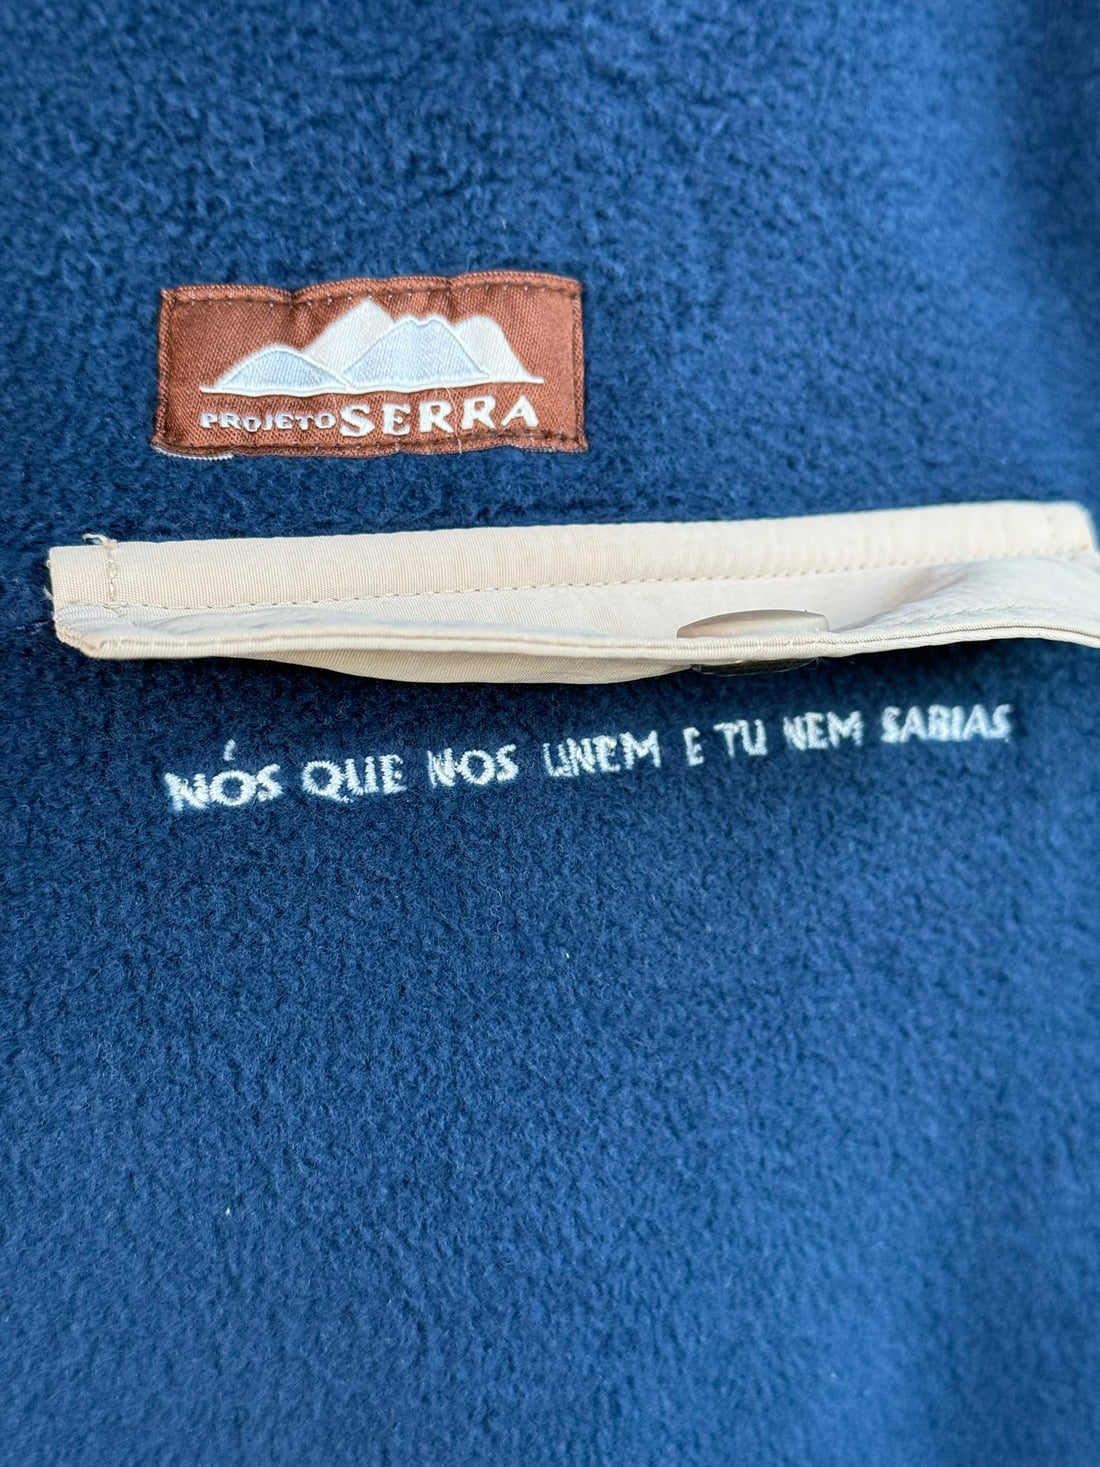 PROJETO SERRA
NÓS QUE NOS UNEM E TU NEM SABIAS